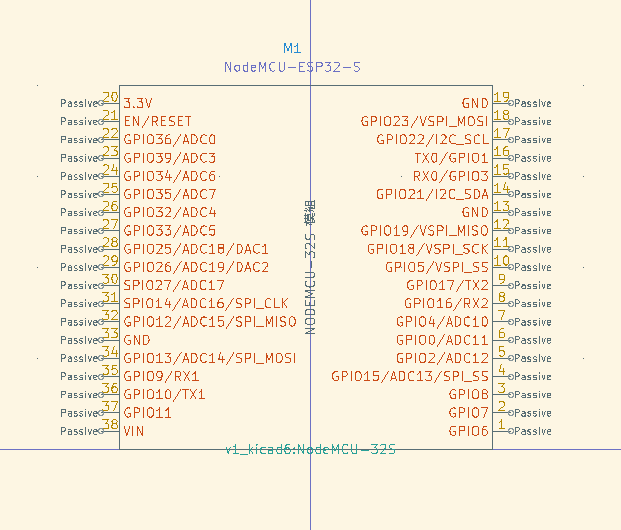 M1
NodeMCU-ESP32-S
Passive 20 3.3V GND 19 Passive
Passive 21 EN/RESET GPIO23/VSPI_MOSI 18 Passive
Passive 22 GPIO36/ADC0 GPIO22/I2C_SCL 17 Passive
Passive 23 GPIO39/ADC3 TX0/GPIO1 16 Passive
Passive 24 GPIO34/ADC6 RX0/GPIO3 15 Passive
Passive 25 GPIO35/ADC7 GPIO21/I2C_SDA 14 Passive
Passive 26 GPIO32/ADC4 GND 13 Passive
Passive 27 GPIO33/ADC5 GPIO19/VSPI_MISO 12 Passive
Passive 28 GPIO25/ADC18/DAC1 GPIO18/VSPI_SCK 11 Passive
Passive 29 GPIO26/ADC19/DAC2 GPIO5/VSPI_SS 10 Passive
Passive 30 SPIO27/ADC17 GPIO17/TX2 9 Passive
Passive 31 SPIO14/ADC16/SPI_CLK GPIO16/RX2 8 Passive
Passive 32 GPIO12/ADC15/SPI_MISO GPIO4/ADC10 7 Passive
Passive 33 GND GPIO0/ADC11 6 Passive
Passive 34 GPIO13/ADC14/SPI_MOSI GPIO2/ADC12 5 Passive
Passive 35 GPIO9/RX1 GPIO15/ADC13/SPI_SS 4 Passive
Passive 36 GPIO10/TX1 GPIO8 3 Passive
Passive 37 GPIO11 GPIO7 2 Passive
Passive 38 VIN GPIO6 1 Passive
NODEMCU-32S
v1_kicad6:NodeMCU-32S